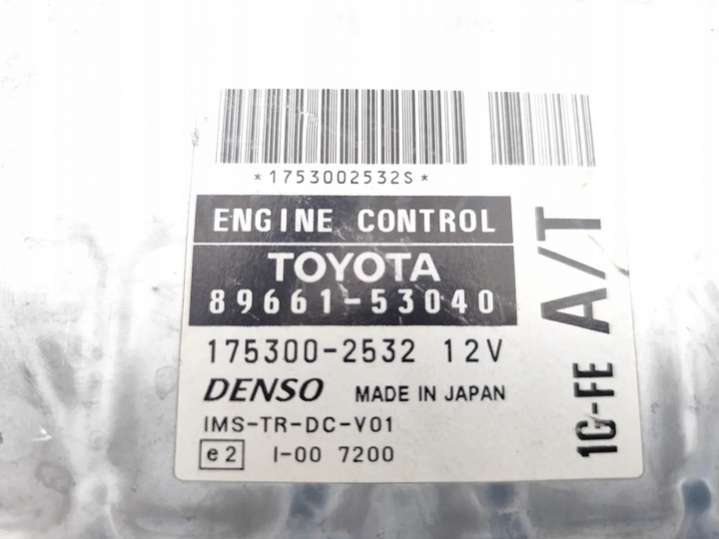 *1753002532S*
ENGINE CONTROL
TOYOTA
89661-53040
175300-2532 12V
DENSO MADE IN JAPAN
IMS-TR-DC-V01
e2 I-00 7200
1G-FE A/T